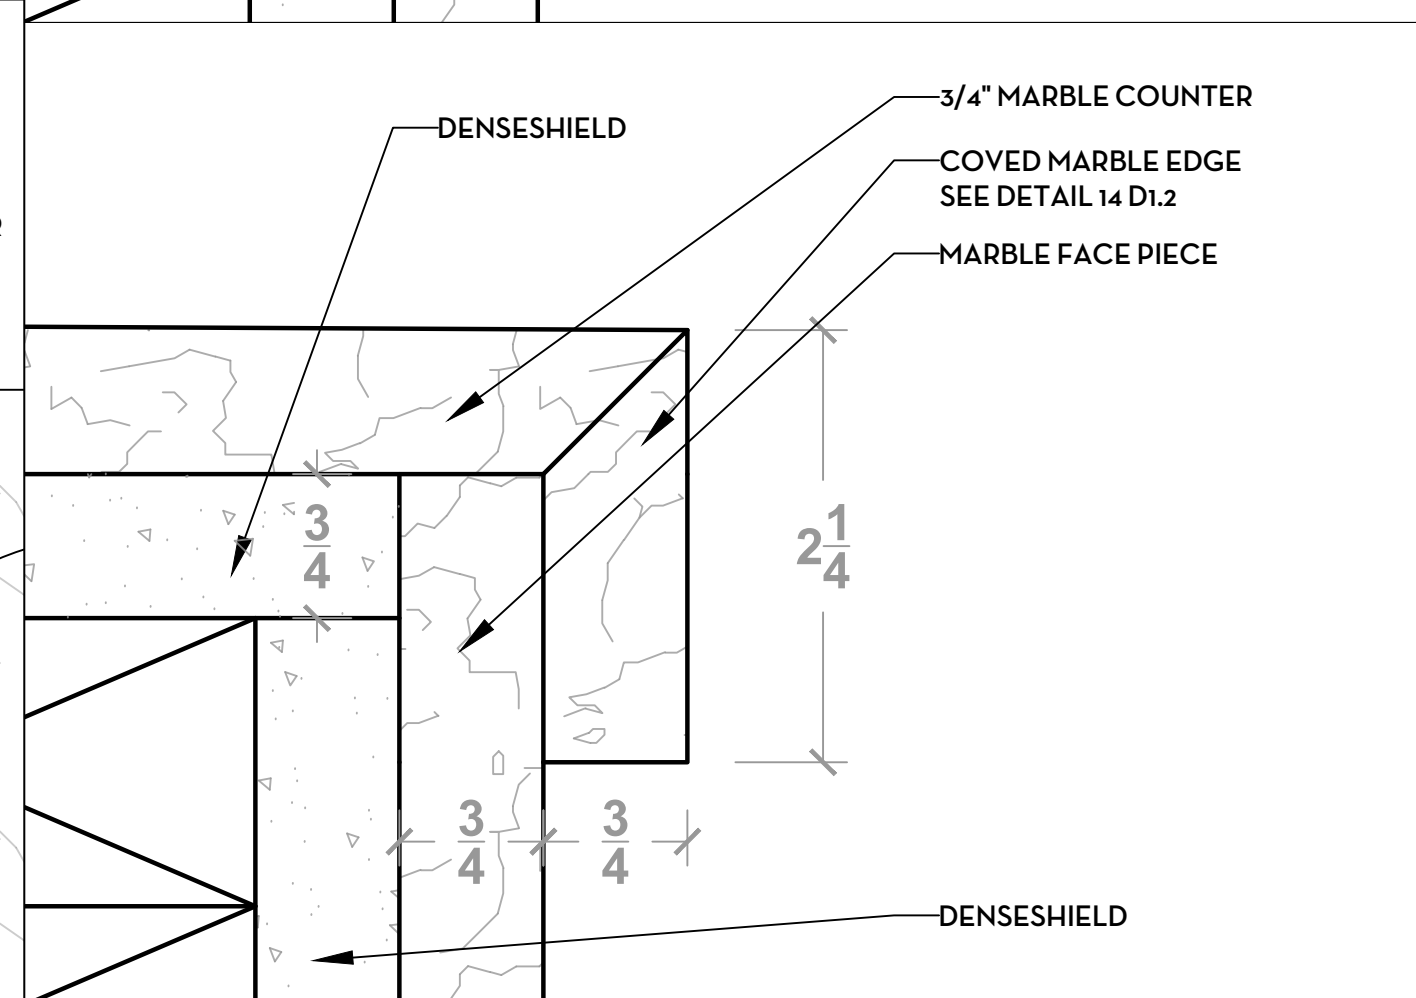 3/4" MARBLE COUNTER
DENSESHIELD
COVED MARBLE EDGE
SEE DETAIL 14 D1.2
MARBLE FACE PIECE
3/4
2 1/4
3/4
3/4
DENSESHIELD